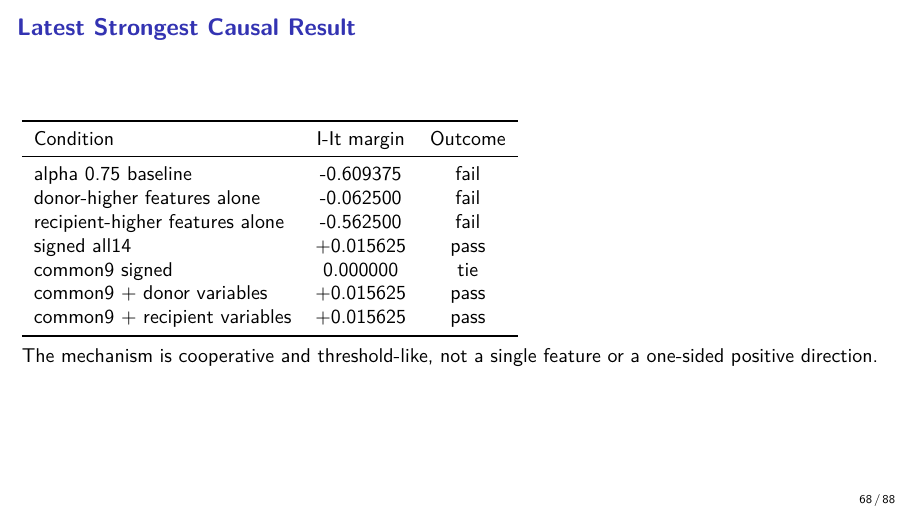 Latest Strongest Causal Result
Condition I-It margin Outcome
alpha 0.75 baseline -0.609375 fail
donor-higher features alone -0.062500 fail
recipient-higher features alone -0.562500 fail
signed all14 +0.015625 pass
common9 signed 0.000000 tie
common9 + donor variables +0.015625 pass
common9 + recipient variables +0.015625 pass
The mechanism is cooperative and threshold-like, not a single feature or a one-sided positive direction.
68 / 88